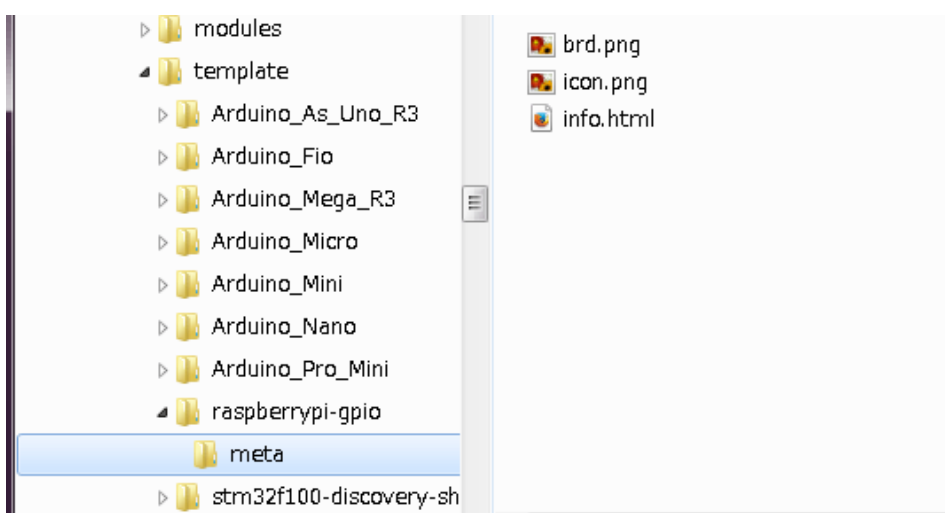 modules
template
Arduino_As_Uno_R3
Arduino_Fio
Arduino_Mega_R3
Arduino_Micro
Arduino_Mini
Arduino_Nano
Arduino_Pro_Mini
raspberrypi-gpio
meta
stm32f100-discovery-sh
brd.png
icon.png
info.html